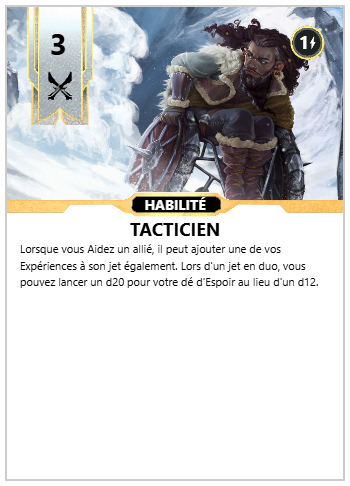 3
1
HABILITÉ
TACTICIEN
Lorsque vous Aidez un allié, il peut ajouter une de vos
Expériences à son jet également. Lors d'un jet en duo, vous
pouvez lancer un d20 pour votre dé d'Espoir au lieu d'un d12.